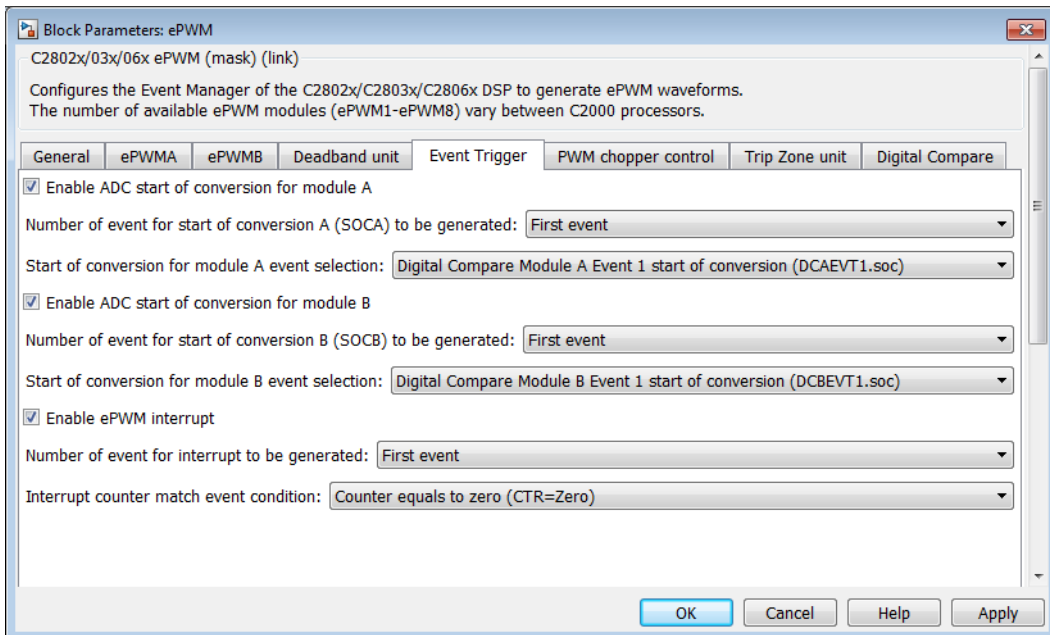 Block Parameters: ePWM
C2802x/03x/06x ePWM (mask) (link)
Configures the Event Manager of the C2802x/C2803x/C2806x DSP to generate ePWM waveforms.
The number of available ePWM modules (ePWM1-ePWM8) vary between C2000 processors.
General ePWMA ePWMB Deadband unit Event Trigger PWM chopper control Trip Zone unit Digital Compare
Enable ADC start of conversion for module A
Number of event for start of conversion A (SOCA) to be generated: First event
Start of conversion for module A event selection: Digital Compare Module A Event 1 start of conversion (DCAEVT1.soc)
Enable ADC start of conversion for module B
Number of event for start of conversion B (SOCB) to be generated: First event
Start of conversion for module B event selection: Digital Compare Module B Event 1 start of conversion (DCBEVT1.soc)
Enable ePWM interrupt
Number of event for interrupt to be generated: First event
Interrupt counter match event condition: Counter equals to zero (CTR=Zero)
OK Cancel Help Apply